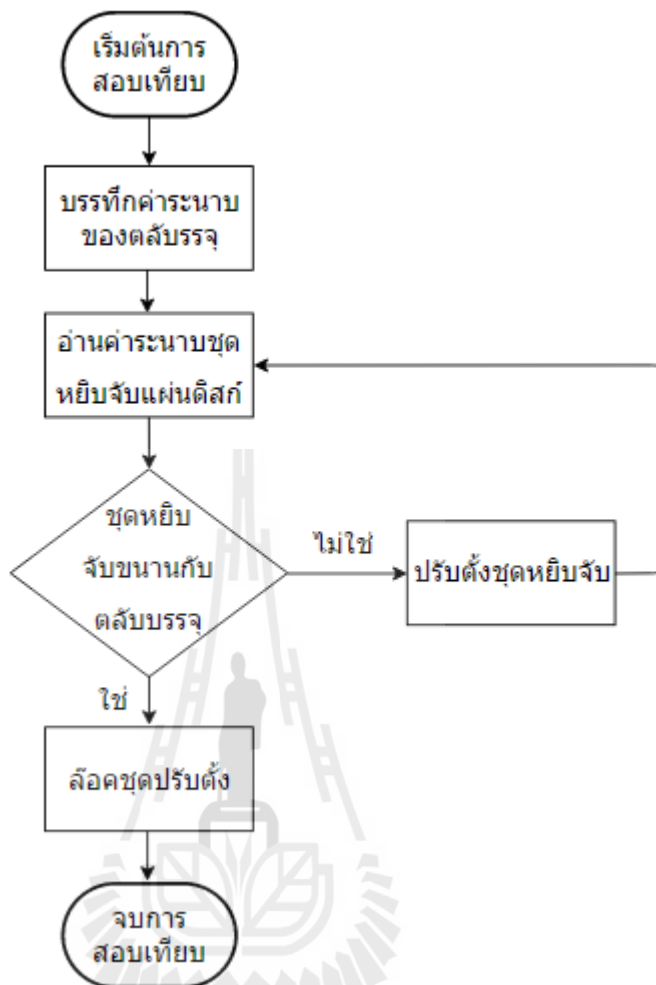 เริ่มต้นการ
สอบเทียบ
บรรทึกค่าระนาบ
ของตลับรรจุ
อ่านค่าระนาบชุด
หยิบจับแผ่นดิสก์
ชุดหยิบ
จับขนานกับ
ตลับบรรจุ
ไม่ใช่
ปรับตั้งชุดหยิบจับ
ใช่
ล๊อคชุดปรับตั้ง
จบการ
สอบเทียบ